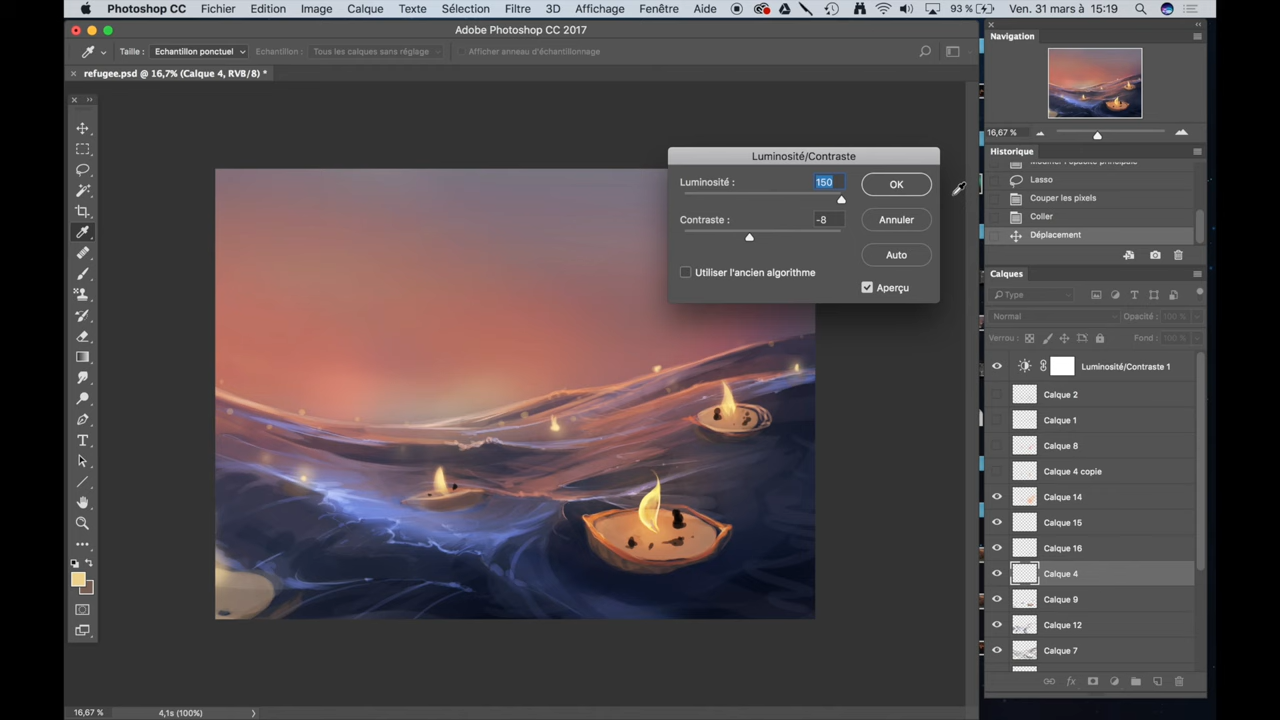 Photoshop CC Fichier Edition Image Calque Texte Sélection Filtre 3D Affichage Fenêtre Aide 93 % Ven. 31 mars à 15:19
Adobe Photoshop CC 2017
Taille : Echantillon ponctuel Echantillon : Tous les calques sans réglage Afficher anneau d'échantillonnage
refugee.psd @ 16,7% (Calque 4, RVB/8) *
Luminosité/Contraste
Luminosité : 150
OK
Contraste : -8
Annuler
Auto
Utiliser l'ancien algorithme
Aperçu
Navigation
16,67 %
Historique
Modifier l'opacité principale
Lasso
Couper les pixels
Coller
Déplacement
Calques
Type
Normal Opacité : 100 %
Verrou : Fond : 100 %
Luminosité/Contraste 1
Calque 2
Calque 1
Calque 8
Calque 4 copie
Calque 14
Calque 15
Calque 16
Calque 4
Calque 9
Calque 12
Calque 7
fx
16,67 % 4,1s (100%)